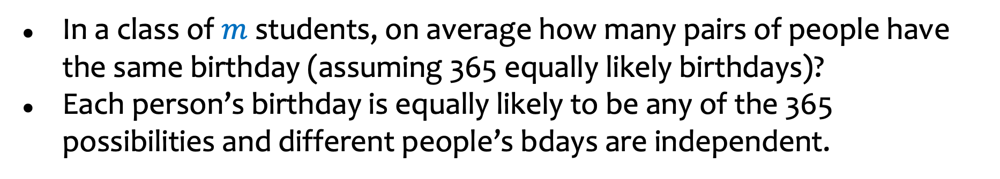 • In a class of m students, on average how many pairs of people have
the same birthday (assuming 365 equally likely birthdays)?
• Each person’s birthday is equally likely to be any of the 365
possibilities and different people’s bdays are independent.